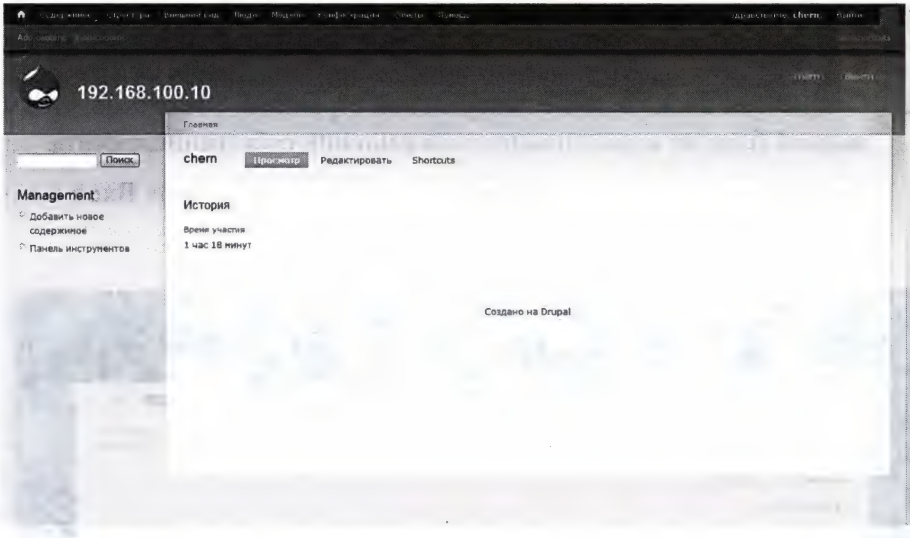 Содержимое Структура Внешний вид Люди Модули Конфигурация Отчеты Помощь
Здравствуйте, chern Выйти
Add content
192.168.100.10
Главная
Поиск
chern Просмотр Редактировать Shortcuts
Management
Добавить новое
содержимое
Панель инструментов
История
Время участия
1 час 18 минут
Создано на Drupal